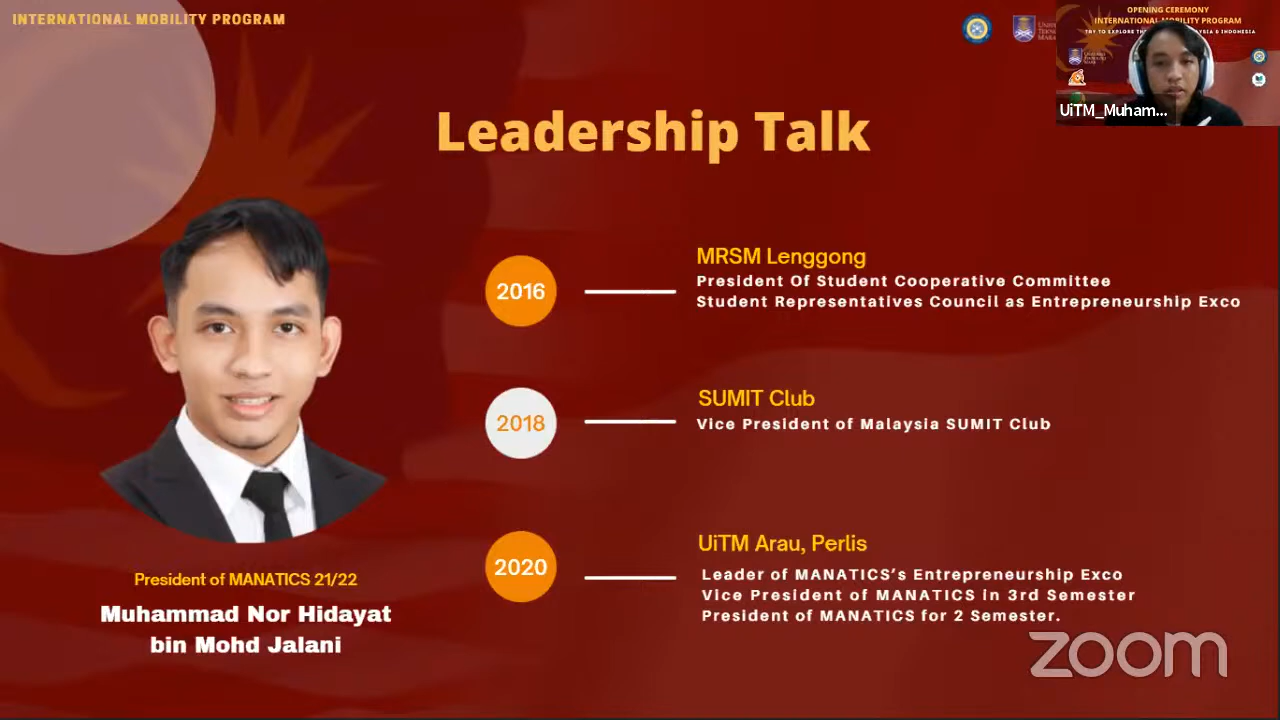 INTERNATIONAL MOBILITY PROGRAM
OPENING CEREMONY
INTERNATIONAL MOBILITY PROGRAM
UiTM_Muham...
Leadership Talk
2016
MRSM Lenggong
President Of Student Cooperative Committee
Student Representatives Council as Entrepreneurship Exco
2018
SUMIT Club
Vice President of Malaysia SUMIT Club
2020
UiTM Arau, Perlis
Leader of MANATICS's Entrepreneurship Exco
Vice President of MANATICS in 3rd Semester
President of MANATICS for 2 Semester.
President of MANATICS 21/22
Muhammad Nor Hidayat
bin Mohd Jalani
zoom